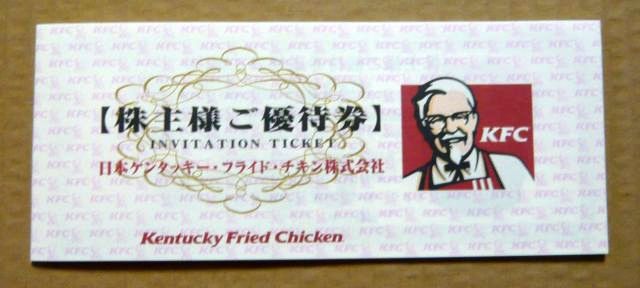 【株主様ご優待券】
INVITATION TICKET
日本ケンタッキー・フライド・チキン株式会社
KFC
Kentucky Fried Chicken